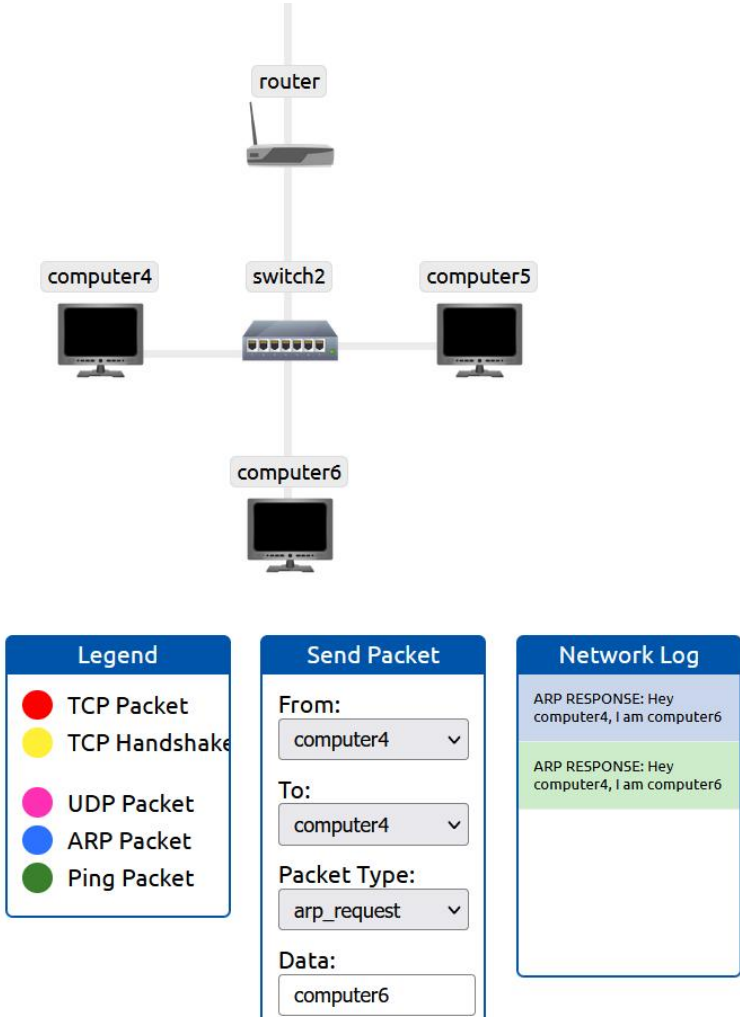 router
computer4
switch2
computer5
computer6
Legend
TCP Packet
TCP Handshake
UDP Packet
ARP Packet
Ping Packet
Send Packet
From:
computer4
To:
computer4
Packet Type:
arp_request
Data:
computer6
Network Log
ARP RESPONSE: Hey
computer4, I am computer6
ARP RESPONSE: Hey
computer4, I am computer6